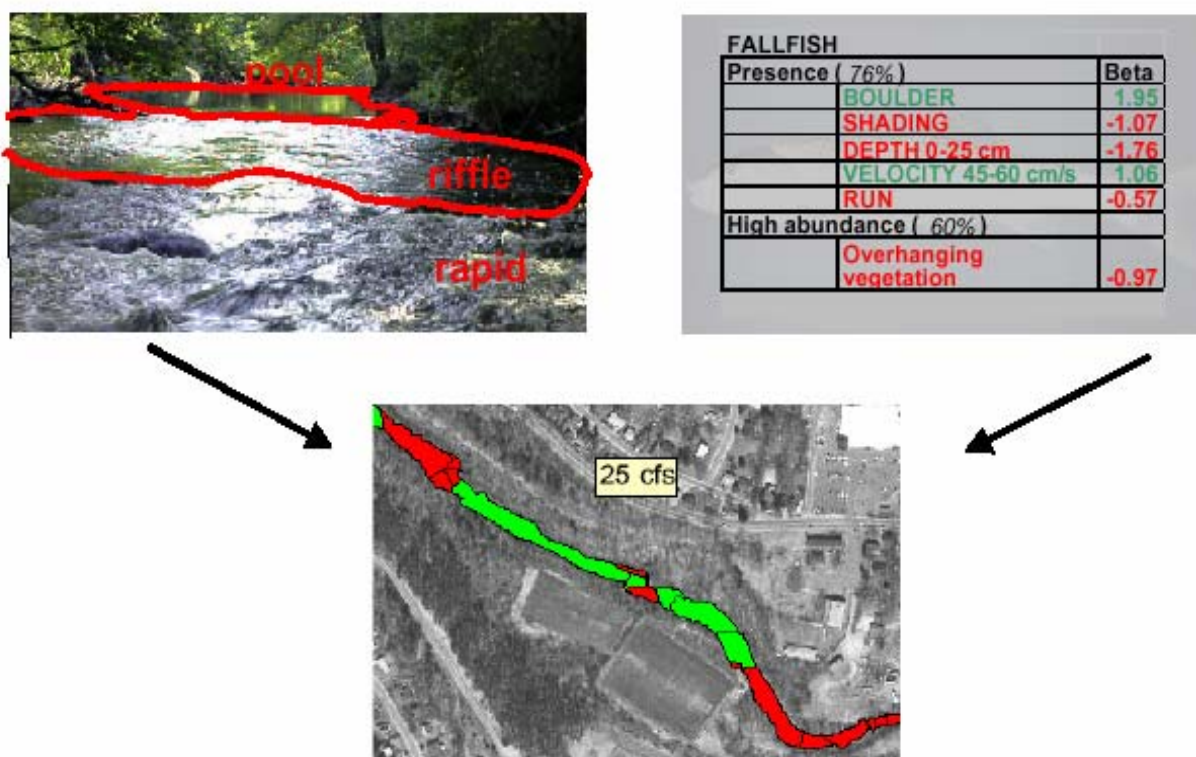 pool
riffle
rapid
FALLFISH
Presence ( 76% ) Beta
BOULDER 1.95
SHADING -1.07
DEPTH 0-25 cm -1.76
VELOCITY 45-60 cm/s 1.06
RUN -0.57
High abundance ( 60% )
Overhanging
vegetation -0.97
25 cfs